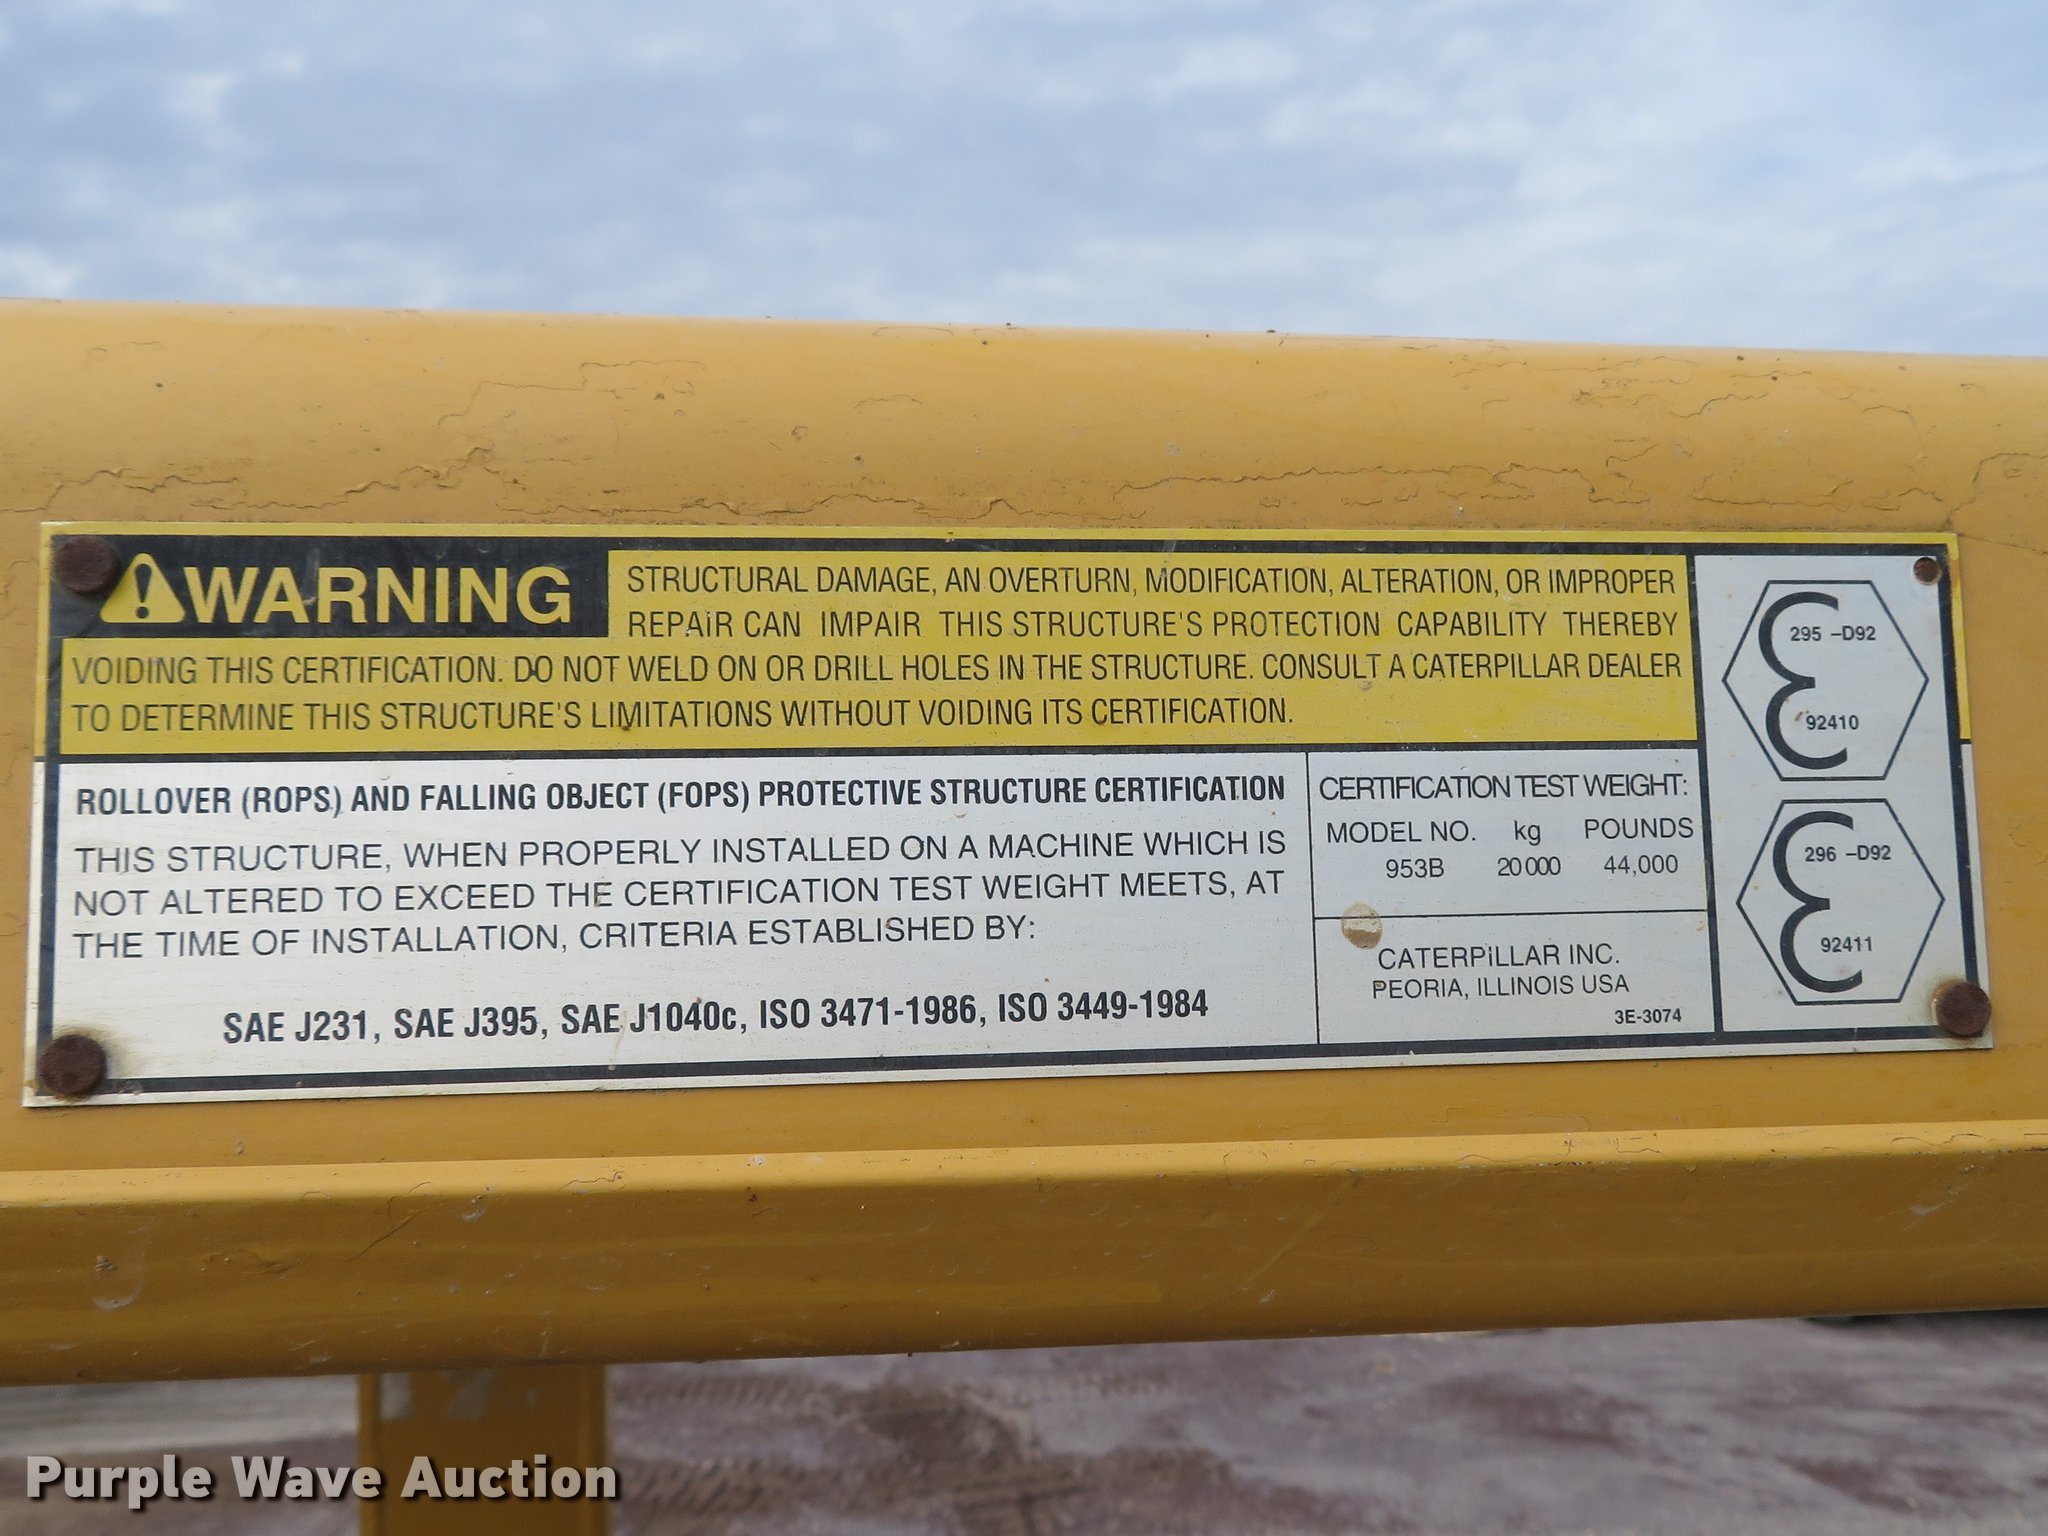 WARNING
STRUCTURAL DAMAGE, AN OVERTURN, MODIFICATION, ALTERATION, OR IMPROPER
REPAIR CAN IMPAIR THIS STRUCTURE'S PROTECTION CAPABILITY THEREBY
VOIDING THIS CERTIFICATION. DO NOT WELD ON OR DRILL HOLES IN THE STRUCTURE. CONSULT A CATERPILLAR DEALER
TO DETERMINE THIS STRUCTURE'S LIMITATIONS WITHOUT VOIDING ITS CERTIFICATION.
ROLLOVER (ROPS) AND FALLING OBJECT (FOPS) PROTECTIVE STRUCTURE CERTIFICATION
THIS STRUCTURE, WHEN PROPERLY INSTALLED ON A MACHINE WHICH IS
NOT ALTERED TO EXCEED THE CERTIFICATION TEST WEIGHT MEETS, AT
THE TIME OF INSTALLATION, CRITERIA ESTABLISHED BY:
SAE J231, SAE J395, SAE J1040c, ISO 3471-1986, ISO 3449-1984
CERTIFICATION TEST WEIGHT:
MODEL NO. kg POUNDS
953B 20 000 44,000
CATERPiLLAR INC.
PEORIA, ILLINOIS USA
3E-3074
295 -D92
92410
296 -D92
92411
Purple Wave Auction